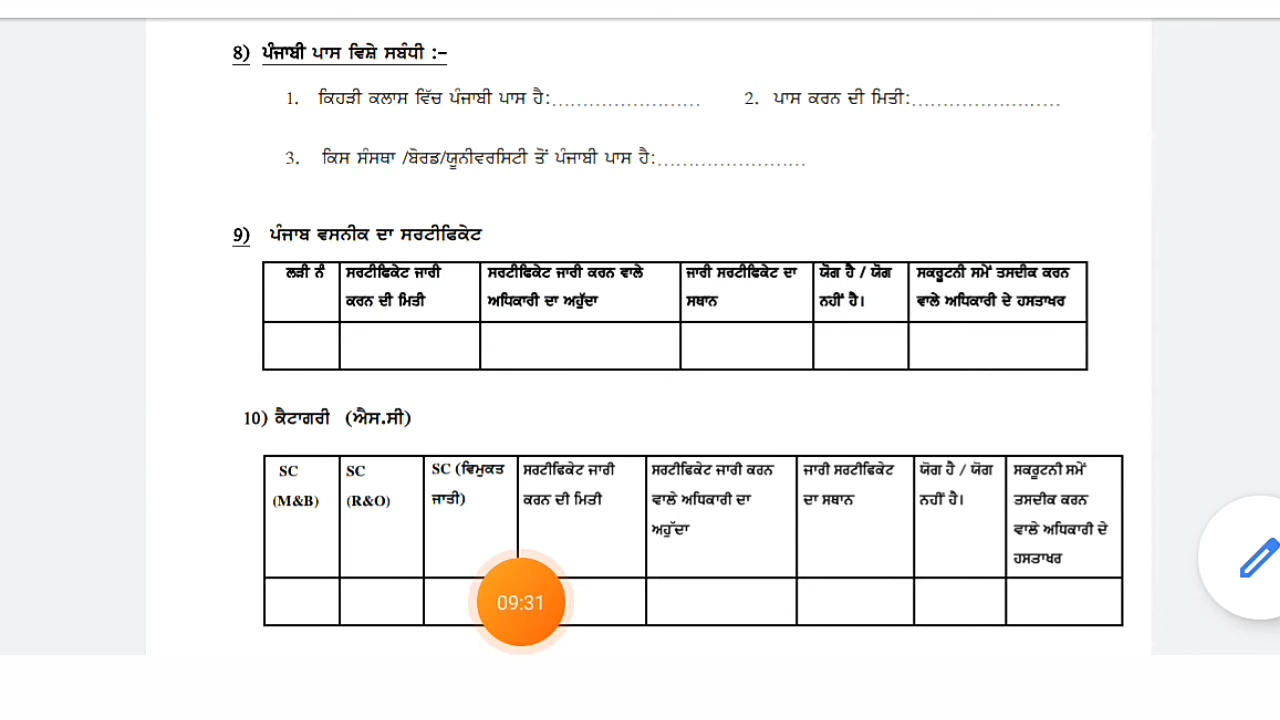 8) ਪੰਜਾਬੀ ਪਾਸ ਵਿਸ਼ੇ ਸਬੰਧੀ :–
1. ਕਿਹੜੀ ਕਲਾਸ ਵਿੱਚ ਪੰਜਾਬੀ ਪਾਸ ਹੈ:........................ 2. ਪਾਸ ਕਰਨ ਦੀ ਮਿਤੀ:........................
3. ਕਿਸ ਸੰਸਥਾ /ਬੋਰਡ/ਯੂਨੀਵਰਸਿਟੀ ਤੋਂ ਪੰਜਾਬੀ ਪਾਸ ਹੈ:........................
9) ਪੰਜਾਬ ਵਸਨੀਕ ਦਾ ਸਰਟੀਫਿਕੇਟ
ਲੜੀ ਨੰ ਸਰਟੀਫਿਕੇਟ ਜਾਰੀ ਸਰਟੀਫਿਕੇਟ ਜਾਰੀ ਕਰਨ ਵਾਲੇ ਜਾਰੀ ਸਰਟੀਫਿਕੇਟ ਦਾ ਯੋਗ ਹੈ / ਯੋਗ ਸਕਰੂਟਨੀ ਸਮੇਂ ਤਸਦੀਕ ਕਰਨ
ਕਰਨ ਦੀ ਮਿਤੀ ਅਧਿਕਾਰੀ ਦਾ ਅਹੁੱਦਾ ਸਥਾਨ ਨਹੀਂ ਹੈ। ਵਾਲੇ ਅਧਿਕਾਰੀ ਦੇ ਹਸਤਾਖਰ
10) ਕੈਟਾਗਰੀ (ਐਸ.ਸੀ)
SC SC SC (ਵਿਮੁਕਤ ਸਰਟੀਫਿਕੇਟ ਜਾਰੀ ਸਰਟੀਫਿਕੇਟ ਜਾਰੀ ਕਰਨ ਜਾਰੀ ਸਰਟੀਫਿਕੇਟ ਯੋਗ ਹੈ / ਯੋਗ ਸਕਰੂਟਨੀ ਸਮੇਂ
(M&B) (R&O) ਜਾਤੀ) ਕਰਨ ਦੀ ਮਿਤੀ ਵਾਲੇ ਅਧਿਕਾਰੀ ਦਾ ਦਾ ਸਥਾਨ ਨਹੀਂ ਹੈ। ਤਸਦੀਕ ਕਰਨ
ਅਹੁੱਦਾ ਵਾਲੇ ਅਧਿਕਾਰੀ ਦੇ
ਹਸਤਾਖਰ
09:31